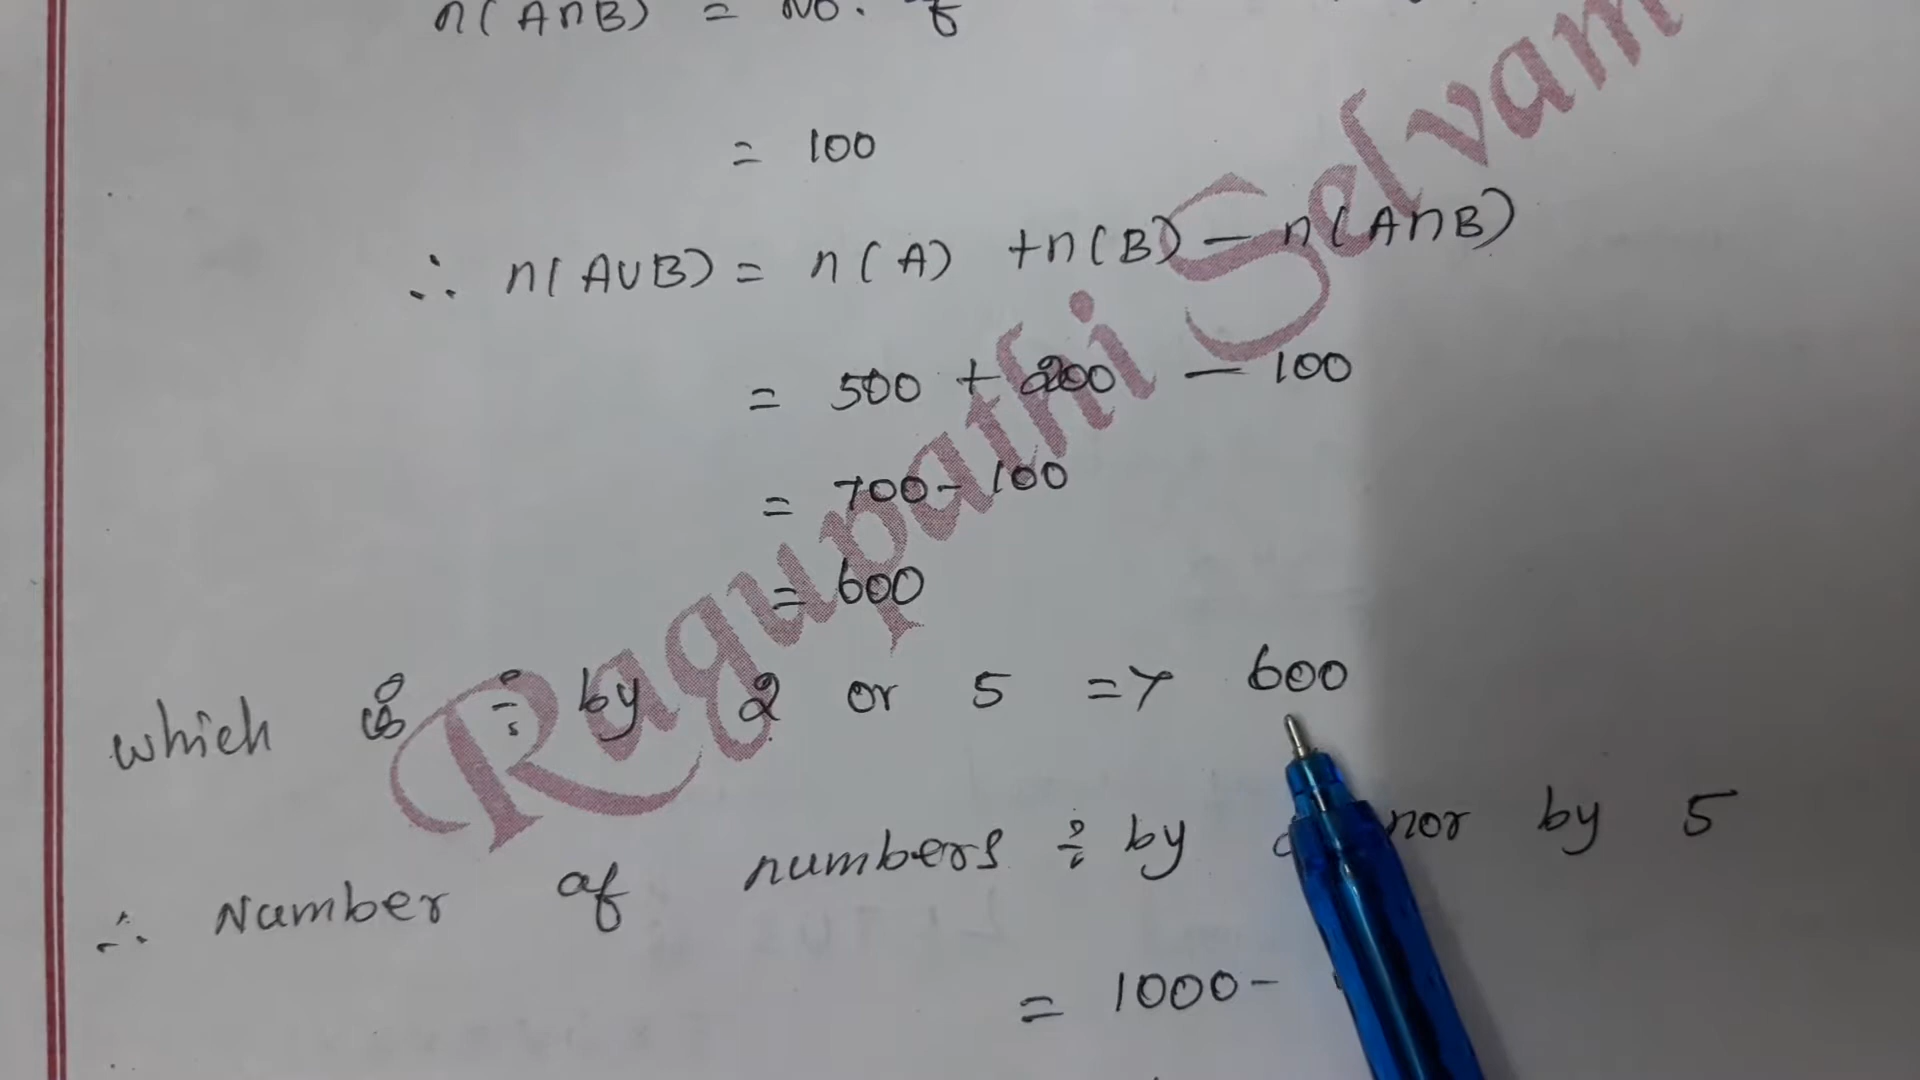 n(A∩B) = No. of
= 100
∴ n(A∪B) = n(A) + n(B) – n(A∩B)
= 500 + 200 – 100
= 700 - 100
= 600
which is ÷ by 2 or 5 => 600
∴ Number of numbers ÷ by nor by 5
= 1000 -
Ragupathi Selvam